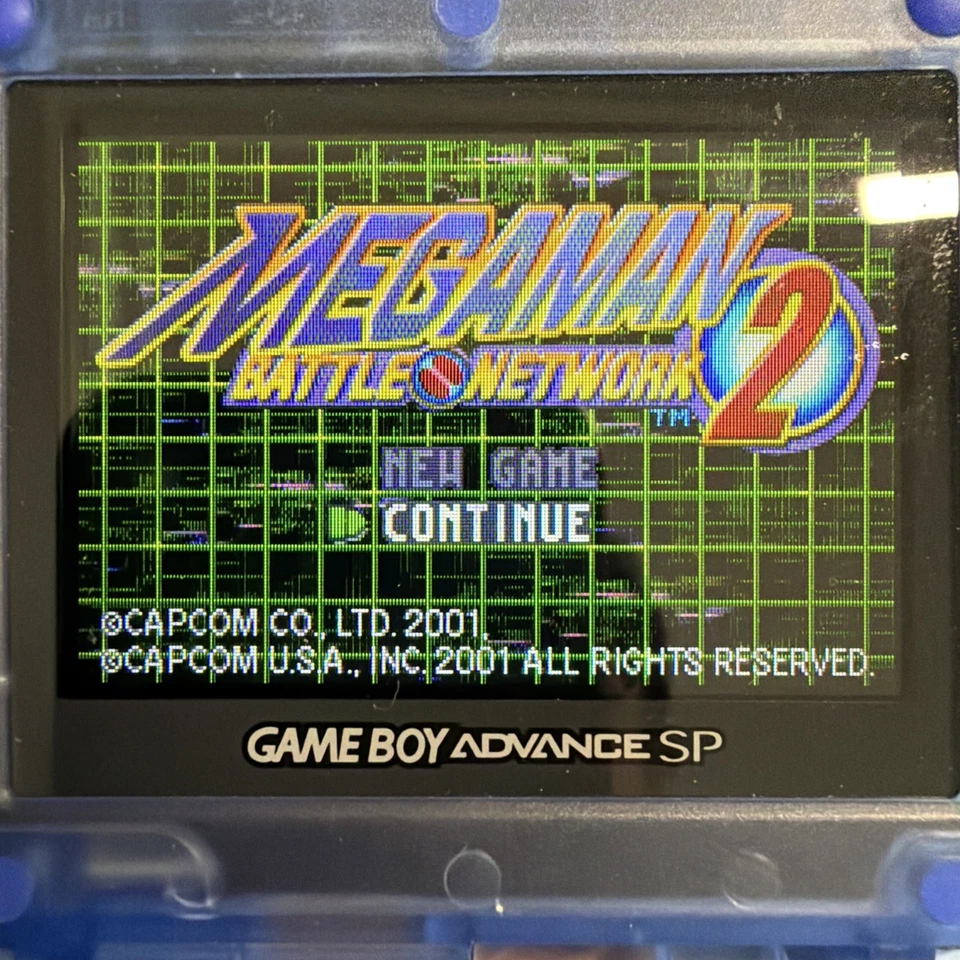 MEGAMAN
BATTLE NETWORK 2
TM
NEW GAME
CONTINUE
©CAPCOM CO., LTD. 2001.
©CAPCOM U.S.A., INC. 2001 ALL RIGHTS RESERVED.
GAME BOY ADVANCE SP